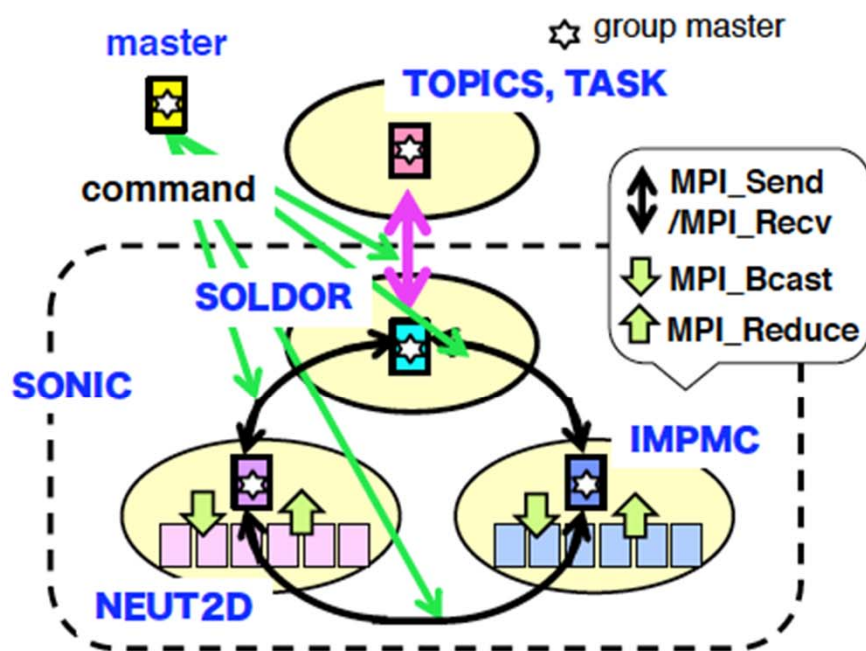 master
group master
TOPICS, TASK
command
MPI_Send
/MPI_Recv
MPI_Bcast
MPI_Reduce
SOLDOR
SONIC
IMPMC
NEUT2D